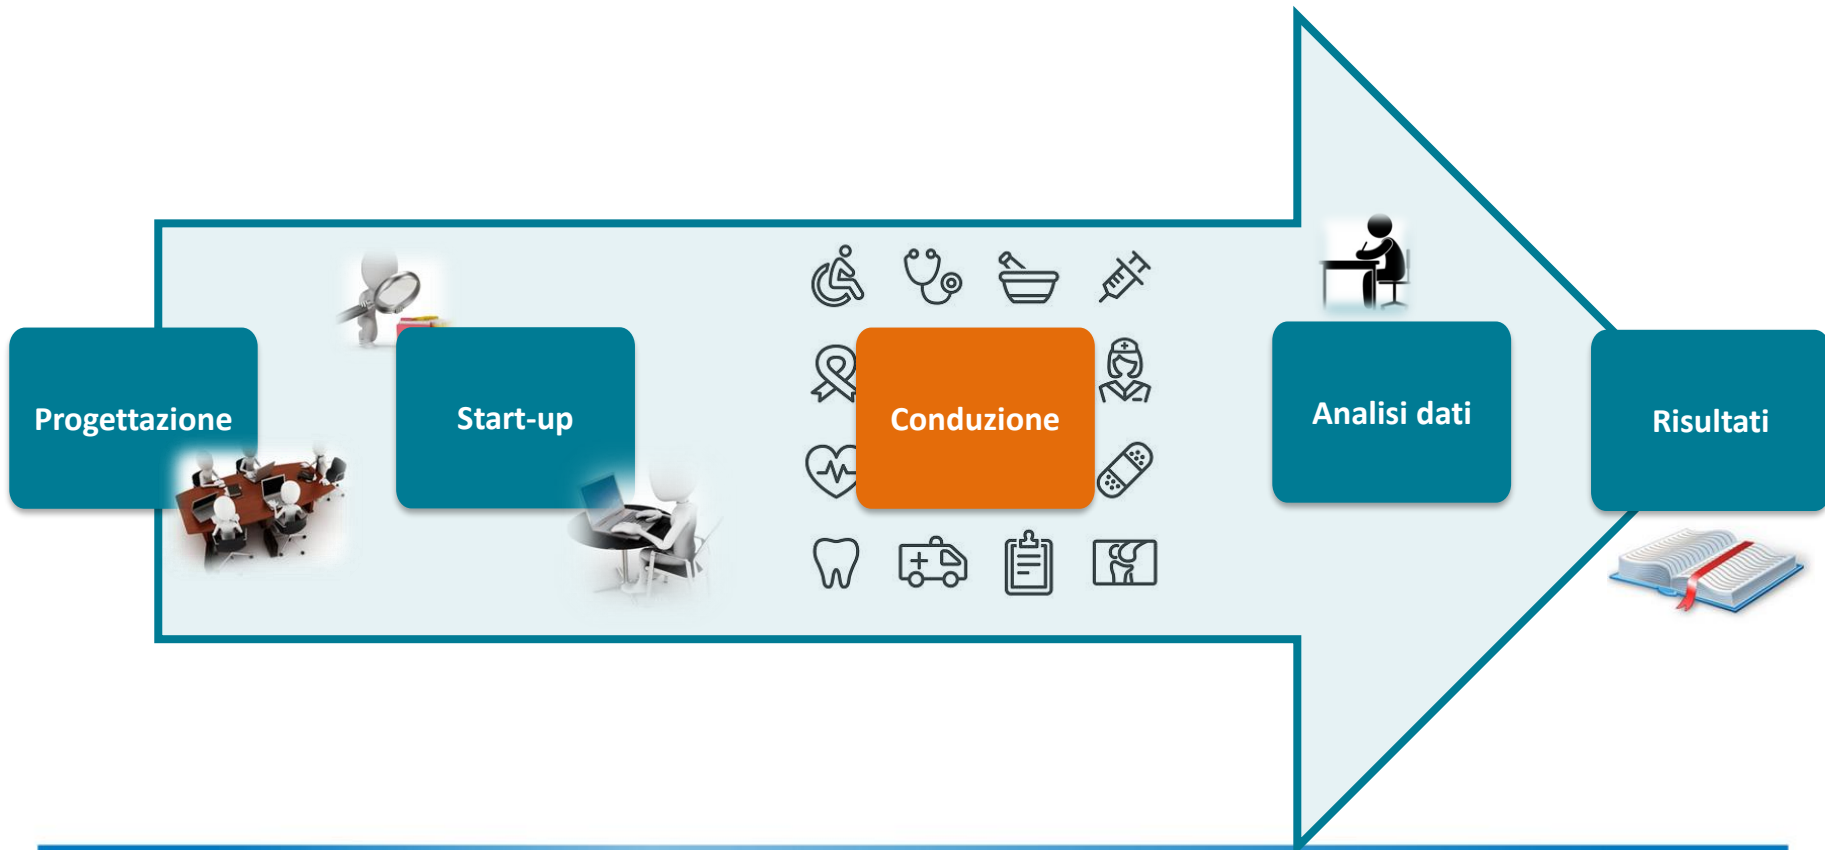 Progettazione
Start-up
Conduzione
Analisi dati
Risultati